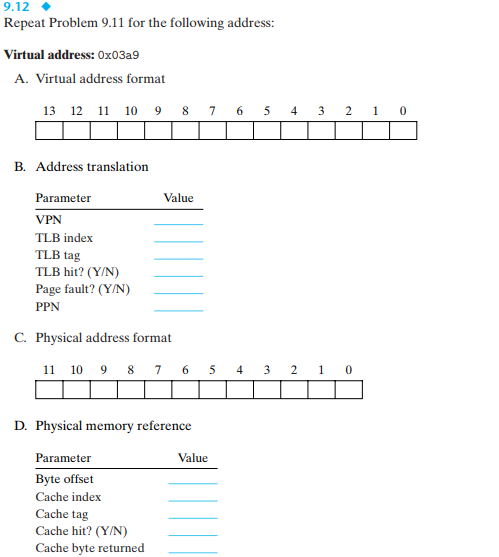 9.12 ◆
Repeat Problem 9.11 for the following address:
Virtual address: 0x03a9
A. Virtual address format
13 12 11 10 9 8 7 6 5 4 3 2 1 0
B. Address translation
Parameter Value
VPN
TLB index
TLB tag
TLB hit? (Y/N)
Page fault? (Y/N)
PPN
C. Physical address format
11 10 9 8 7 6 5 4 3 2 1 0
D. Physical memory reference
Parameter Value
Byte offset
Cache index
Cache tag
Cache hit? (Y/N)
Cache byte returned